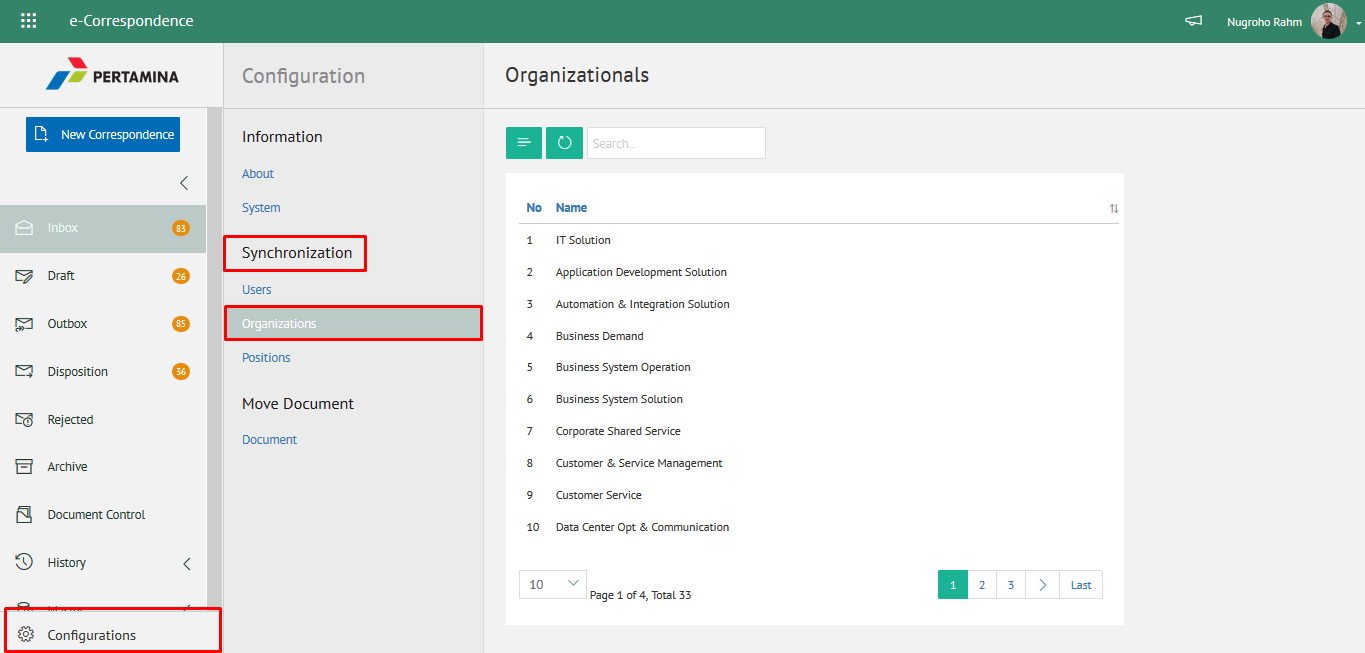 e-Correspondence
Nugroho Rahm
PERTAMINA
New Correspondence
Inbox 83
Draft 26
Outbox 85
Disposition 36
Rejected
Archive
Document Control
History
Configurations
Configuration
Information
About
System
Synchronization
Users
Organizations
Positions
Move Document
Document
Organizationals
Search..
No Name
1 IT Solution
2 Application Development Solution
3 Automation & Integration Solution
4 Business Demand
5 Business System Operation
6 Business System Solution
7 Corporate Shared Service
8 Customer & Service Management
9 Customer Service
10 Data Center Opt & Communication
10 Page 1 of 4, Total 33
1 2 3 Last